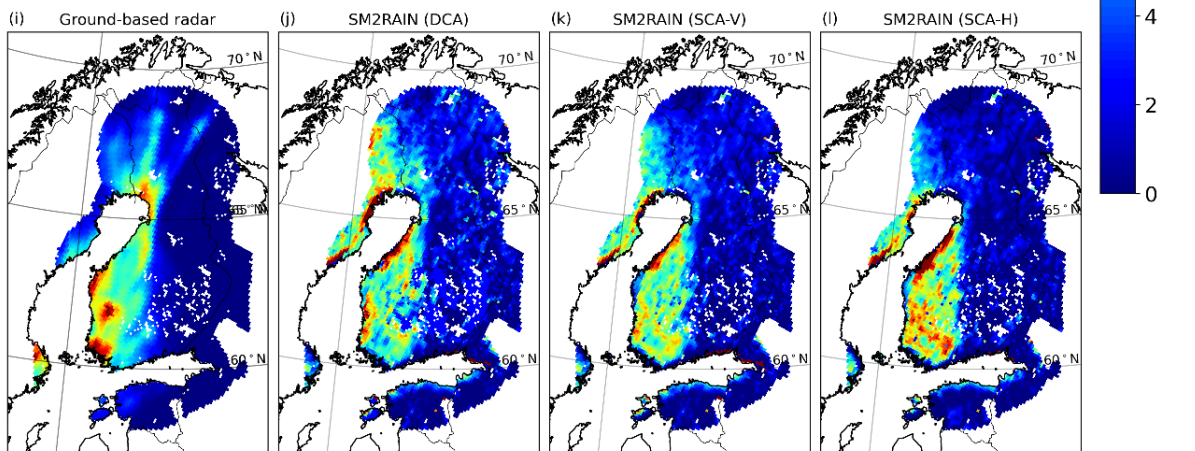 (i) Ground-based radar
(j) SM2RAIN (DCA)
(k) SM2RAIN (SCA-V)
(l) SM2RAIN (SCA-H)
4
2
0
70°N
70°N
70°N
70°N
65°N
65°N
65°N
65°N
60°N
60°N
60°N
60°N